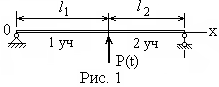 l₁ l₂
0 x
1 уч 2 уч
P(t)
Рис. 1